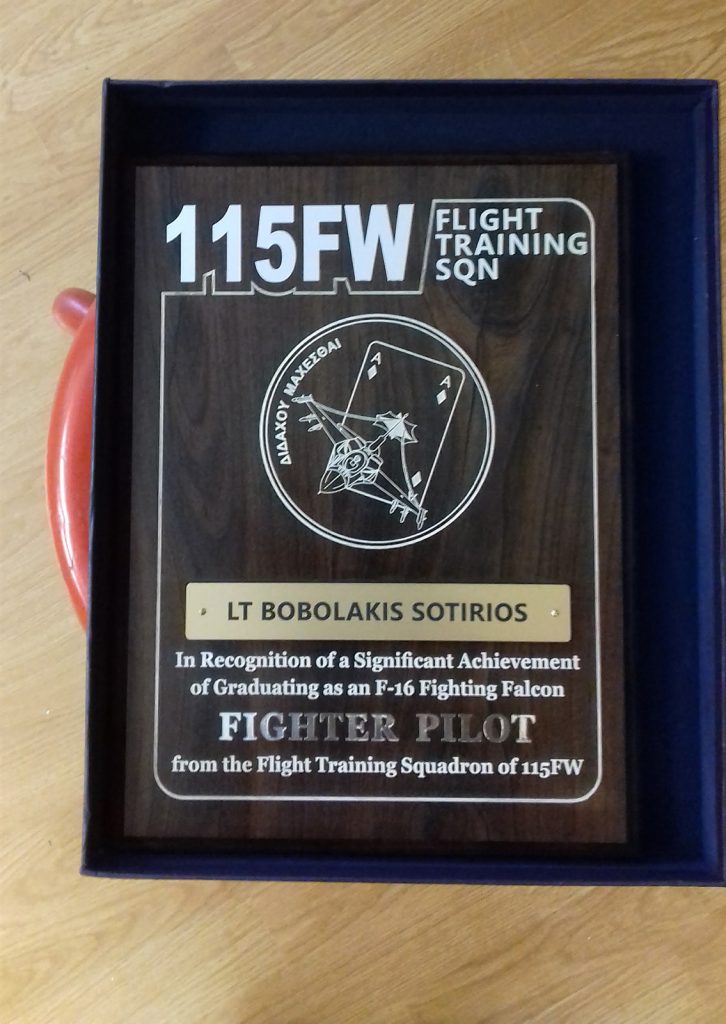 115FW
FLIGHT
TRAINING
SQN
ΔΙΔΑΧΟΥ ΜΑΧΕΣΘΑΙ
A
A
A
LT BOBOLAKIS SOTIRIOS
In Recognition of a Significant Achievement
of Graduating as an F-16 Fighting Falcon
FIGHTER PILOT
from the Flight Training Squadron of 115FW